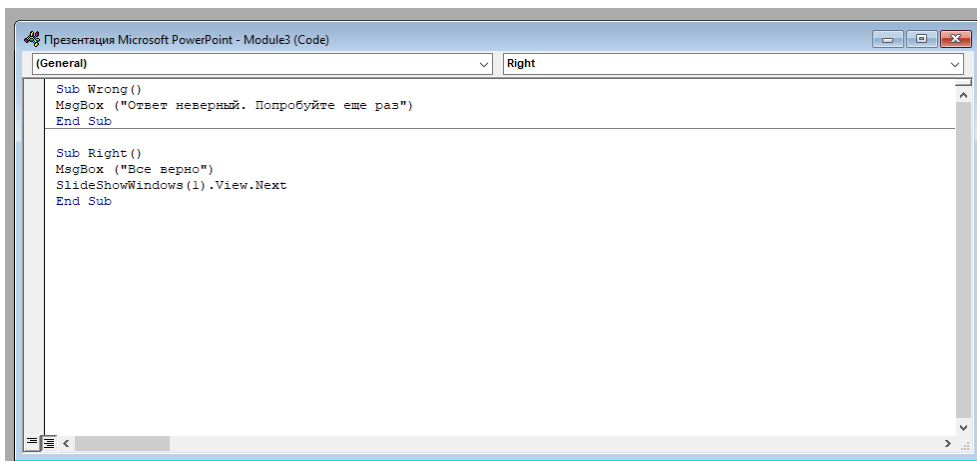 Презентация Microsoft PowerPoint - Module3 (Code)
(General) Right
Sub Wrong()
MsgBox ("Ответ неверный. Попробуйте еще раз")
End Sub
Sub Right()
MsgBox ("Все верно")
SlideShowWindows(1).View.Next
End Sub